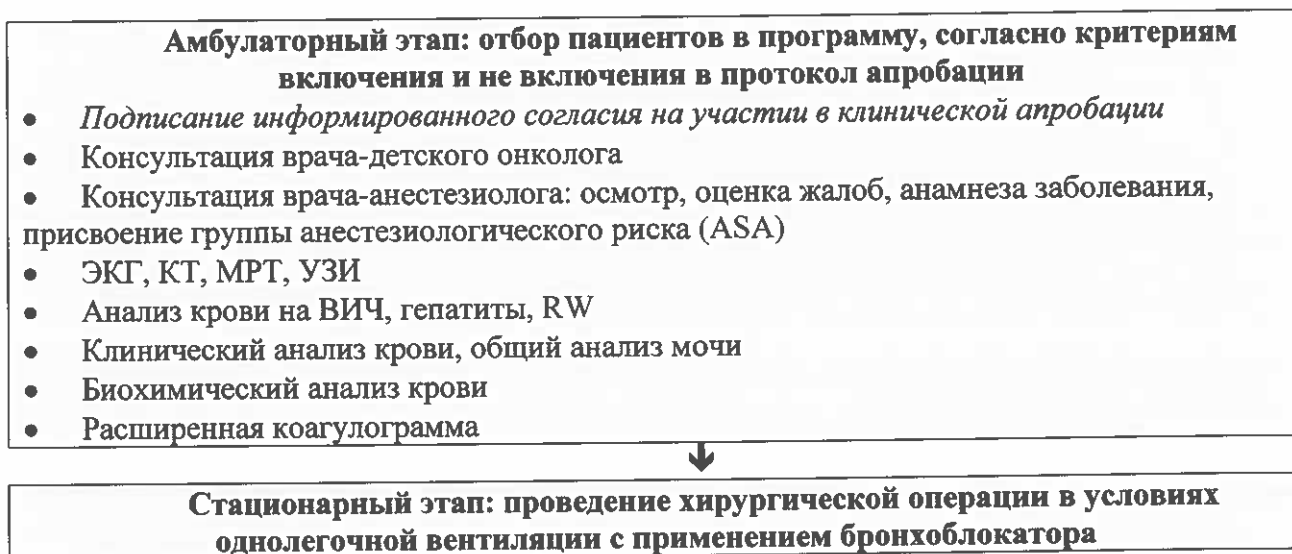 Амбулаторный этап: отбор пациентов в программу, согласно критериям
включения и не включения в протокол апробации
• Подписание информированного согласия на участии в клинической апробации
• Консультация врача-детского онколога
• Консультация врача-анестезиолога: осмотр, оценка жалоб, анамнеза заболевания,
присвоение группы анестезиологического риска (ASA)
• ЭКГ, КТ, МРТ, УЗИ
• Анализ крови на ВИЧ, гепатиты, RW
• Клинический анализ крови, общий анализ мочи
• Биохимический анализ крови
• Расширенная коагулограмма
Стационарный этап: проведение хирургической операции в условиях
однолегочной вентиляции с применением бронхоблокатора